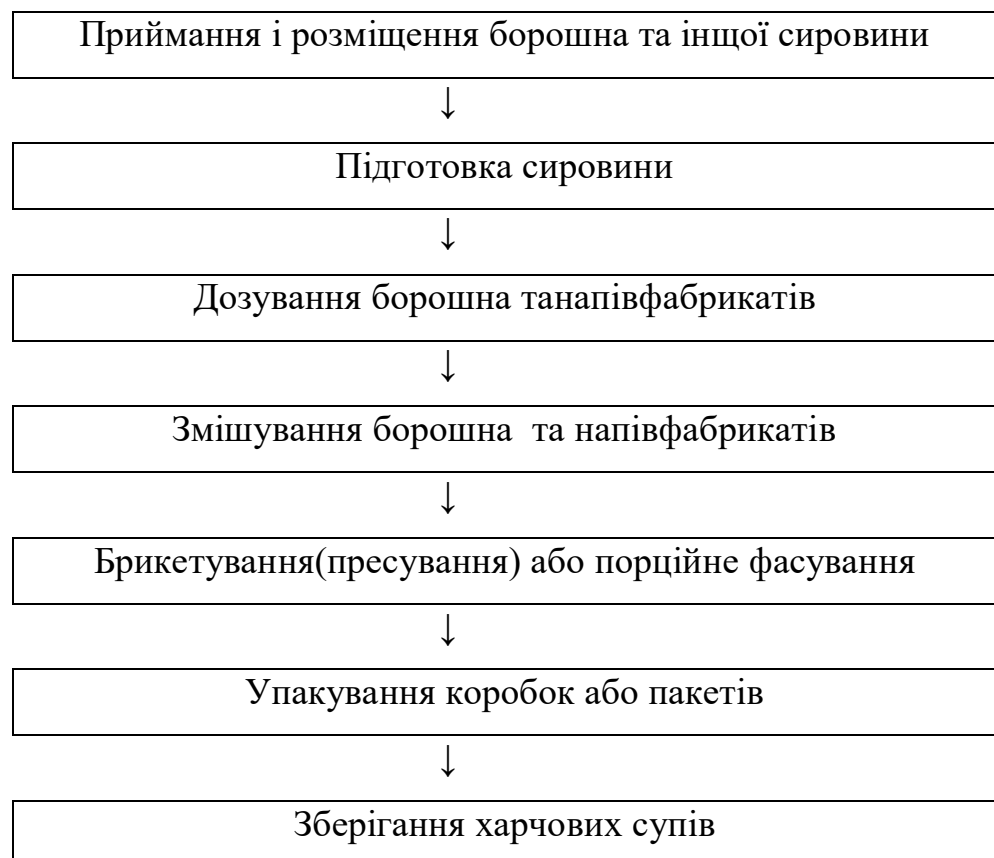 Приймання і розміщення борошна та інщої сировини
↓
Підготовка сировини
↓
Дозування борошна танапівфабрикатів
↓
Змішування борошна  та напівфабрикатів
↓
Брикетування(пресування) або порційне фасування
↓
Упакування коробок або пакетів
↓
Зберігання харчових супів